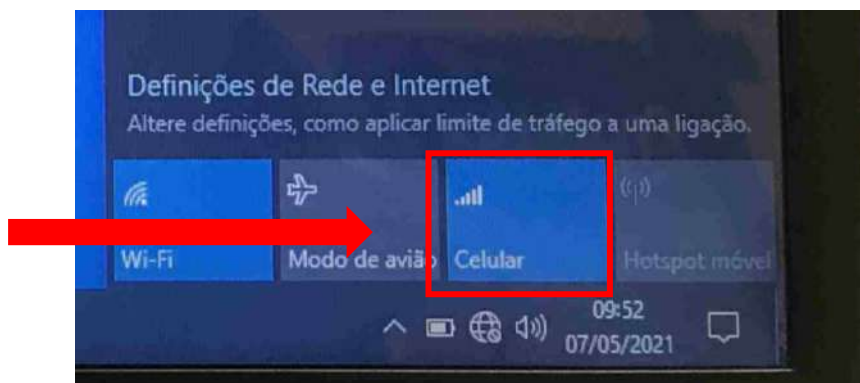 Definições de Rede e Internet
Altere definições, como aplicar limite de tráfego a uma ligação.
Wi-Fi
Modo de avião
Celular
Hotspot móvel
09:52
07/05/2021